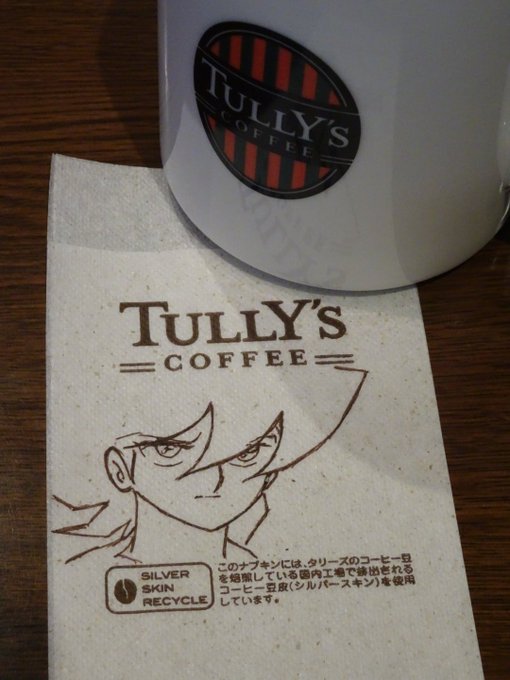 TULLY'S
COFFEE
TULLY'S
COFFEE
SILVER
SKIN
RECYCLE
このナプキンには、タリーズのコーヒー豆
を焙煎している国内工場で排出される
コーヒー豆皮(シルバースキン)を使用
しています。